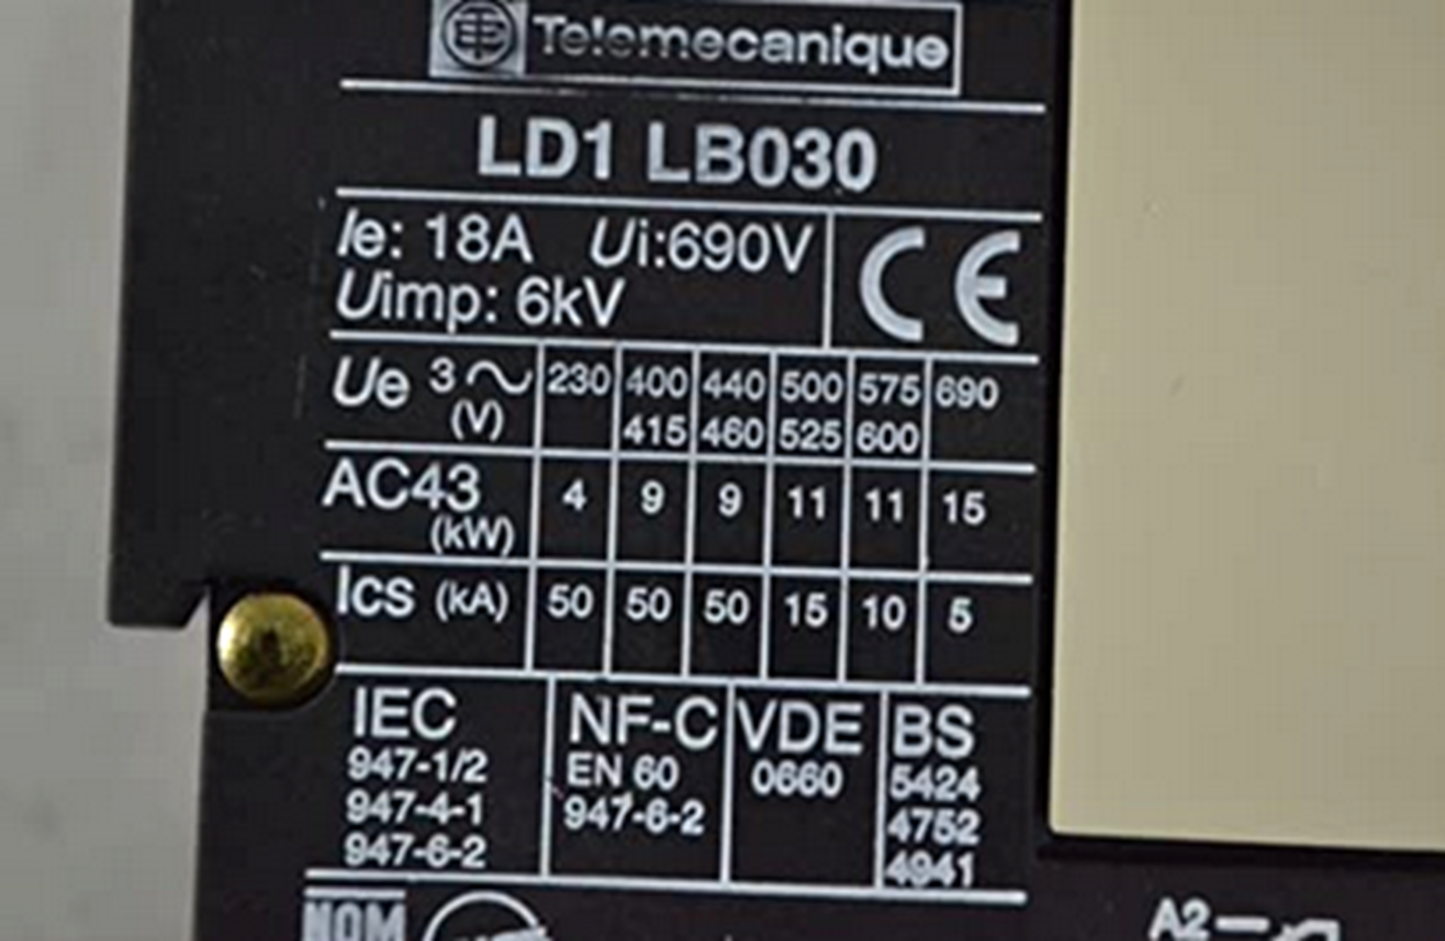 Telemecanique
LD1 LB030
Ie: 18A Ui:690V
Uimp: 6kV
CE
Ue 3~ (V) 230 400 440 500 575 690
415 460 525 600
AC43 (kW) 4 9 9 11 11 15
Ics (kA) 50 50 50 15 10 5
IEC NF-C VDE BS
947-1/2 EN 60 0660 5424
947-4-1 947-6-2 4752
947-6-2 4941
NOM
A2